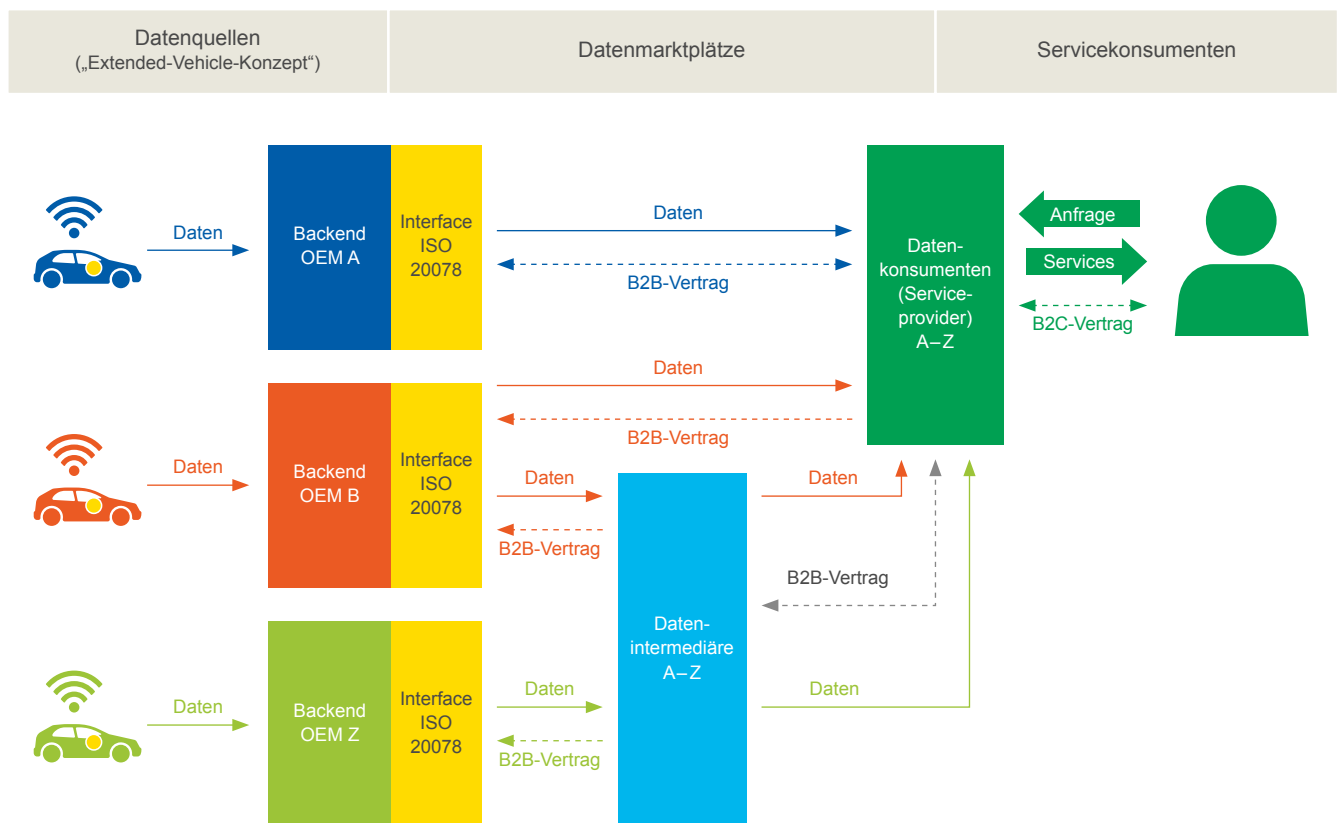 Datenquellen
(„Extended-Vehicle-Konzept“)
Datenmarktplätze
Servicekonsumenten
Daten
Backend
OEM A
Interface
ISO
20078
Daten
B2B-Vertrag
Daten-
konsumenten
(Service-
provider)
A–Z
Anfrage
Services
B2C-Vertrag
Daten
Backend
OEM B
Interface
ISO
20078
Daten
B2B-Vertrag
Daten
B2B-Vertrag
Daten
B2B-Vertrag
Daten-
intermediäre
A–Z
Daten
Backend
OEM Z
Interface
ISO
20078
Daten
B2B-Vertrag
Daten